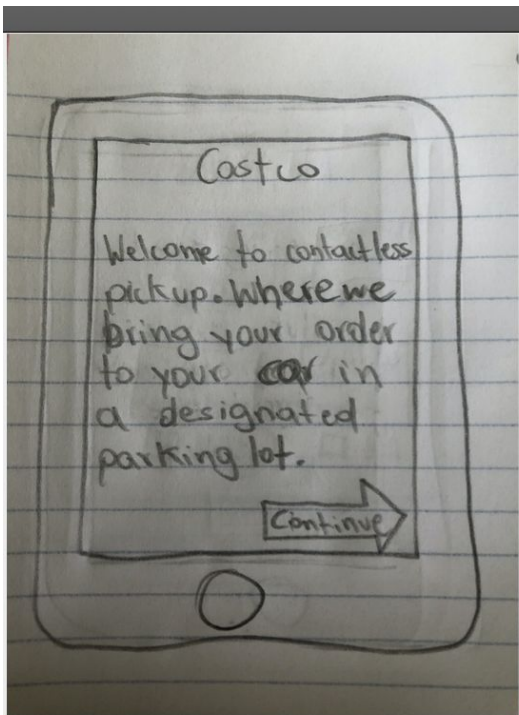 Costco
Welcome to contactless
pickup. Where we
bring your order
to your car in
a designated
parking lot.
Continue